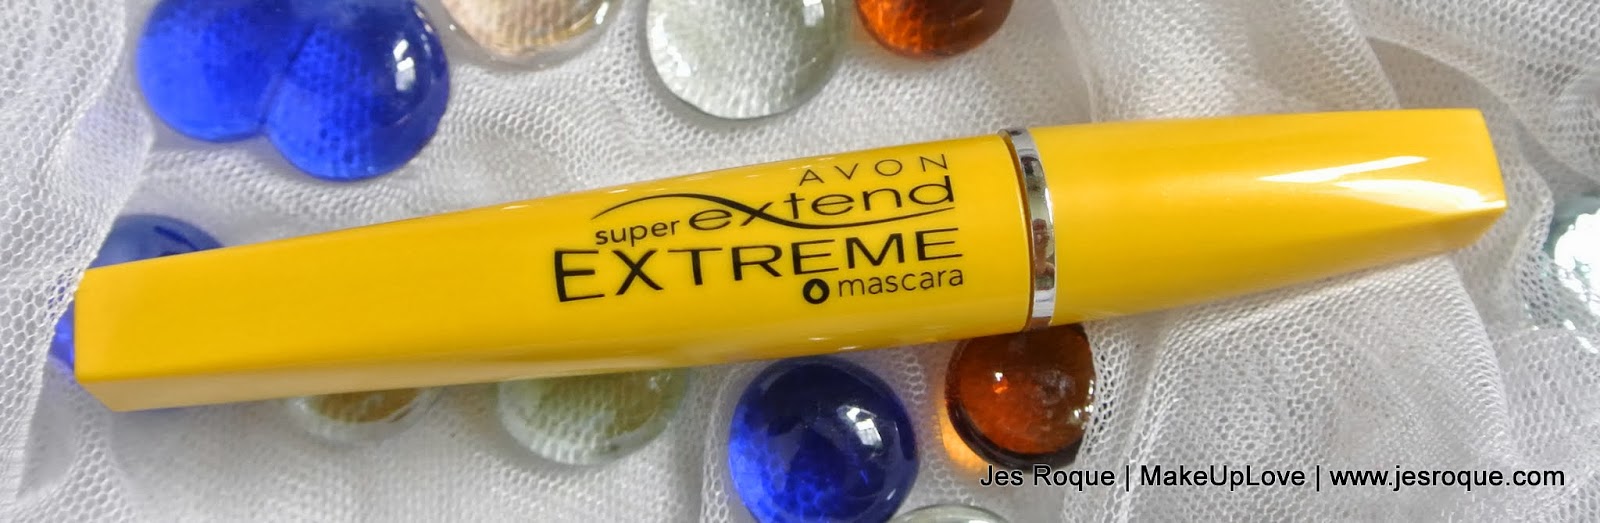 AVON
super extend
EXTREME
mascara
Jes Roque | MakeUpLove | www.jesroque.com